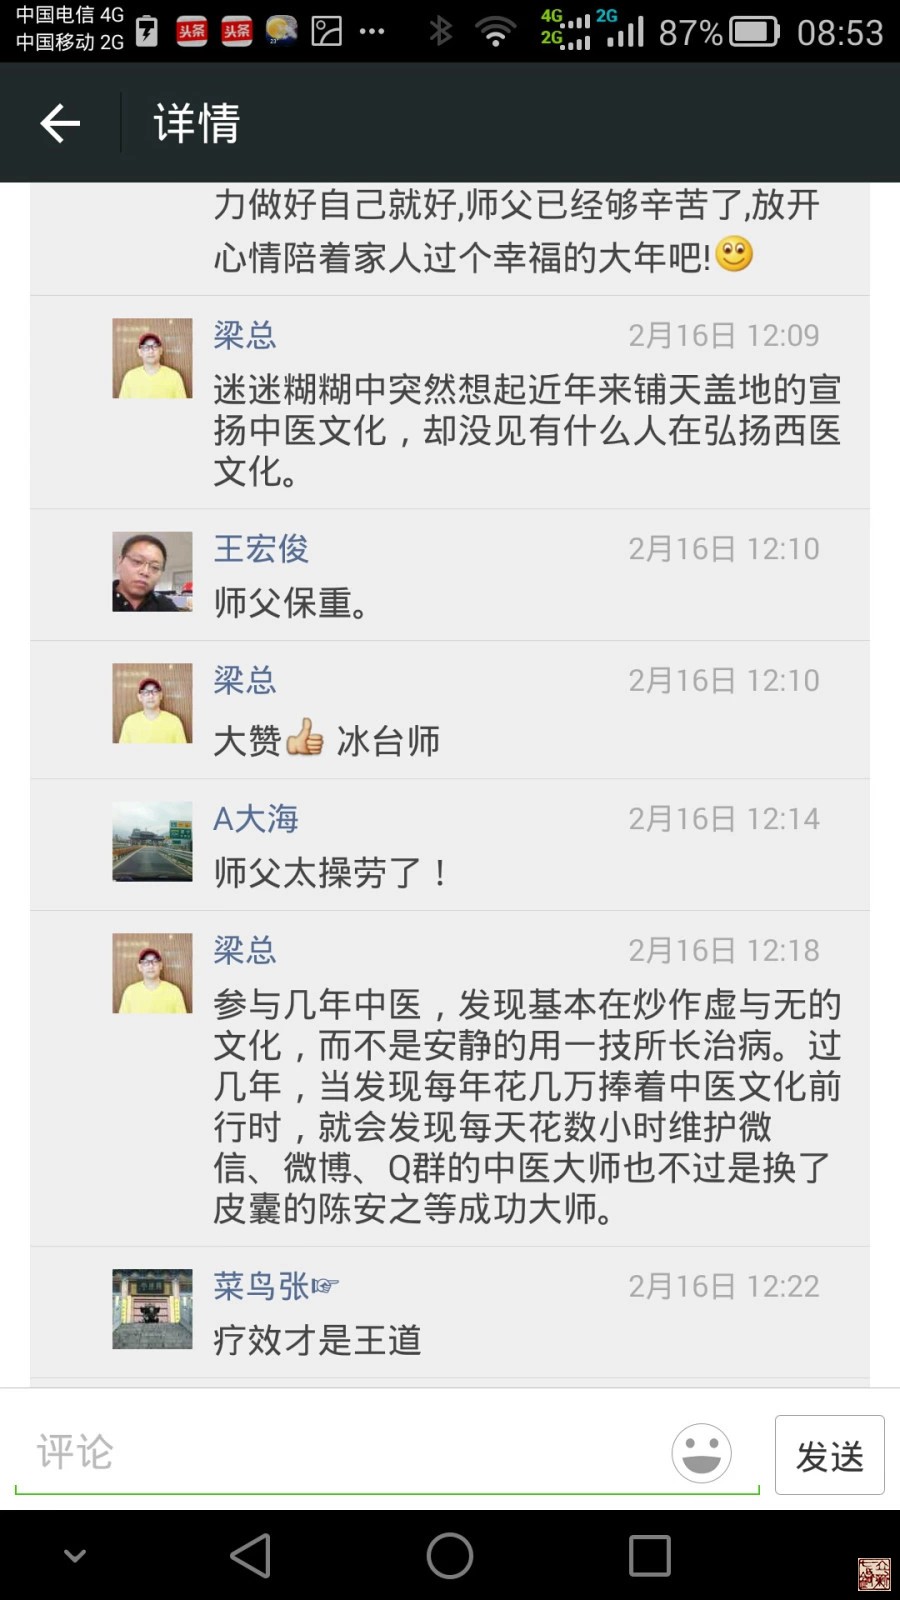 中国电信 4G
中国移动 2G
头条
头条
23°
4G
2G
2G
87%
08:53
详情
力做好自己就好,师父已经够辛苦了,放开
心情陪着家人过个幸福的大年吧!
梁总
2月16日 12:09
迷迷糊糊中突然想起近年来铺天盖地的宣
扬中医文化，却没见有什么人在弘扬西医
文化。
王宏俊
2月16日 12:10
师父保重。
梁总
2月16日 12:10
大赞👍 冰台师
A大海
2月16日 12:14
师父太操劳了！
梁总
2月16日 12:18
参与几年中医，发现基本在炒作虚与无的
文化，而不是安静的用一技所长治病。过
几年，当发现每年花几万捧着中医文化前
行时，就会发现每天花数小时维护微
信、微博、Q群的中医大师也不过是换了
皮囊的陈安之等成功大师。
菜鸟张☞
2月16日 12:22
疗效才是王道
评论
发送